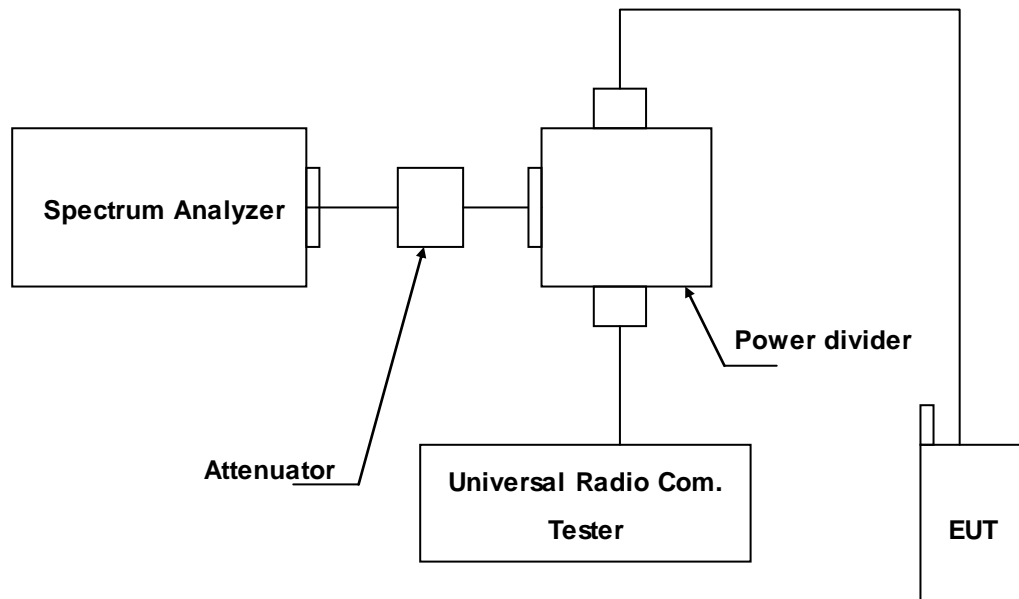 Spectrum Analyzer
Power divider
Attenuator
Universal Radio Com.
Tester
EUT